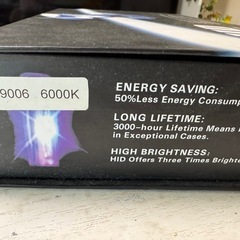 9006 6000K
ENERGY SAVING:
50%Less Energy Consump
LONG LIFETIME:
3000-hour Lifetime Means
in Exceptional Cases.
HIGH BRIGHTNESS:
HID Offers Three Times Bright